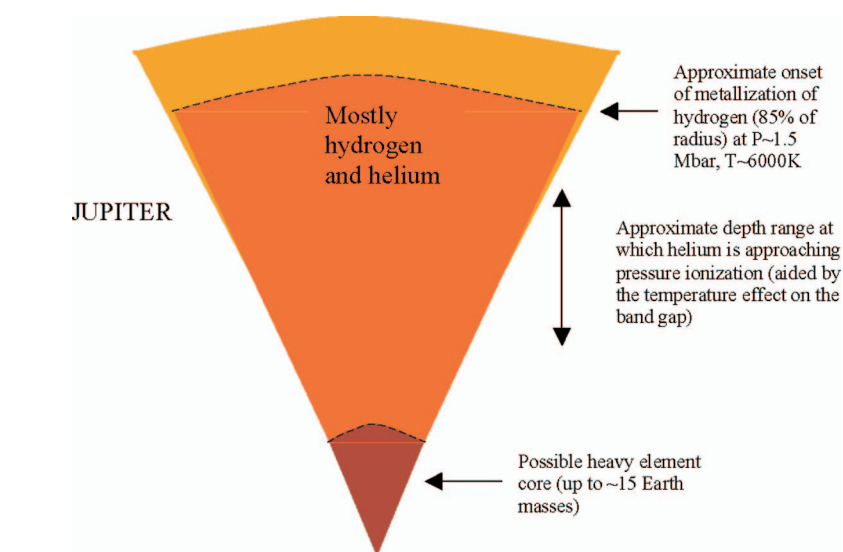 Approximate onset
of metallization of
hydrogen (85% of
radius) at P~1.5
Mbar, T~6000K
Mostly
hydrogen
and helium
JUPITER
Approximate depth range at
which helium is approaching
pressure ionization (aided by
the temperature effect on the
band gap)
Possible heavy element
core (up to ~15 Earth
masses)